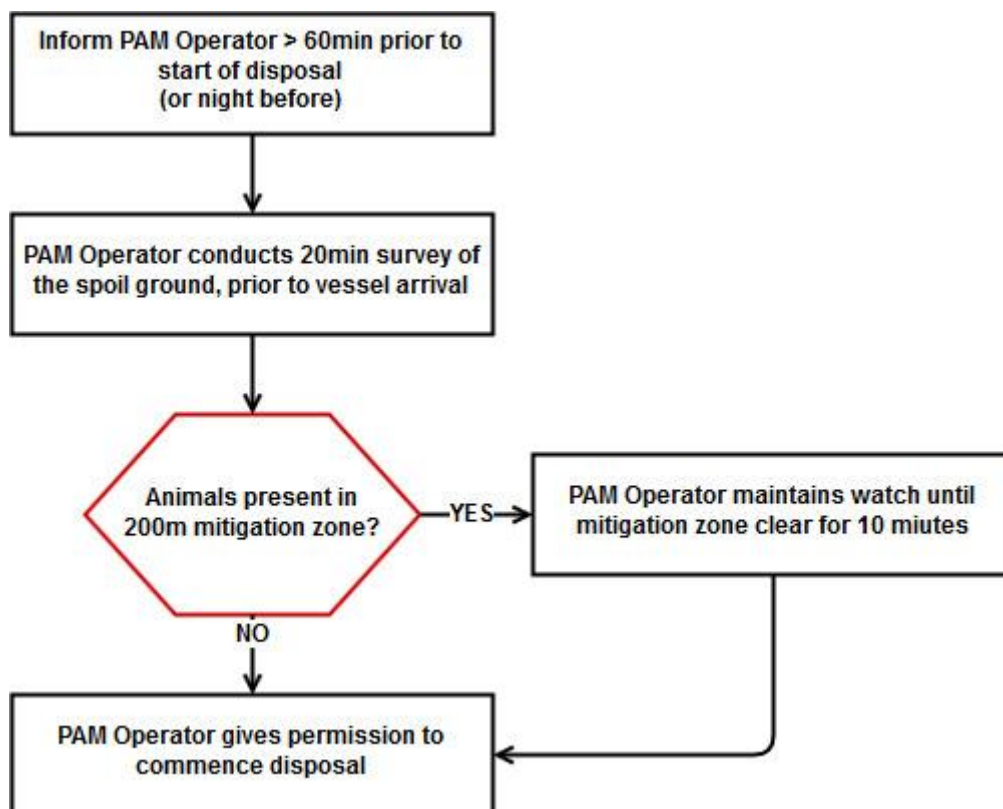 Inform PAM Operator > 60min prior to
start of disposal
(or night before)
PAM Operator conducts 20min survey of
the spoil ground, prior to vessel arrival
Animals present in
200m mitigation zone?
YES
PAM Operator maintains watch until
mitigation zone clear for 10 miutes
NO
PAM Operator gives permission to
commence disposal